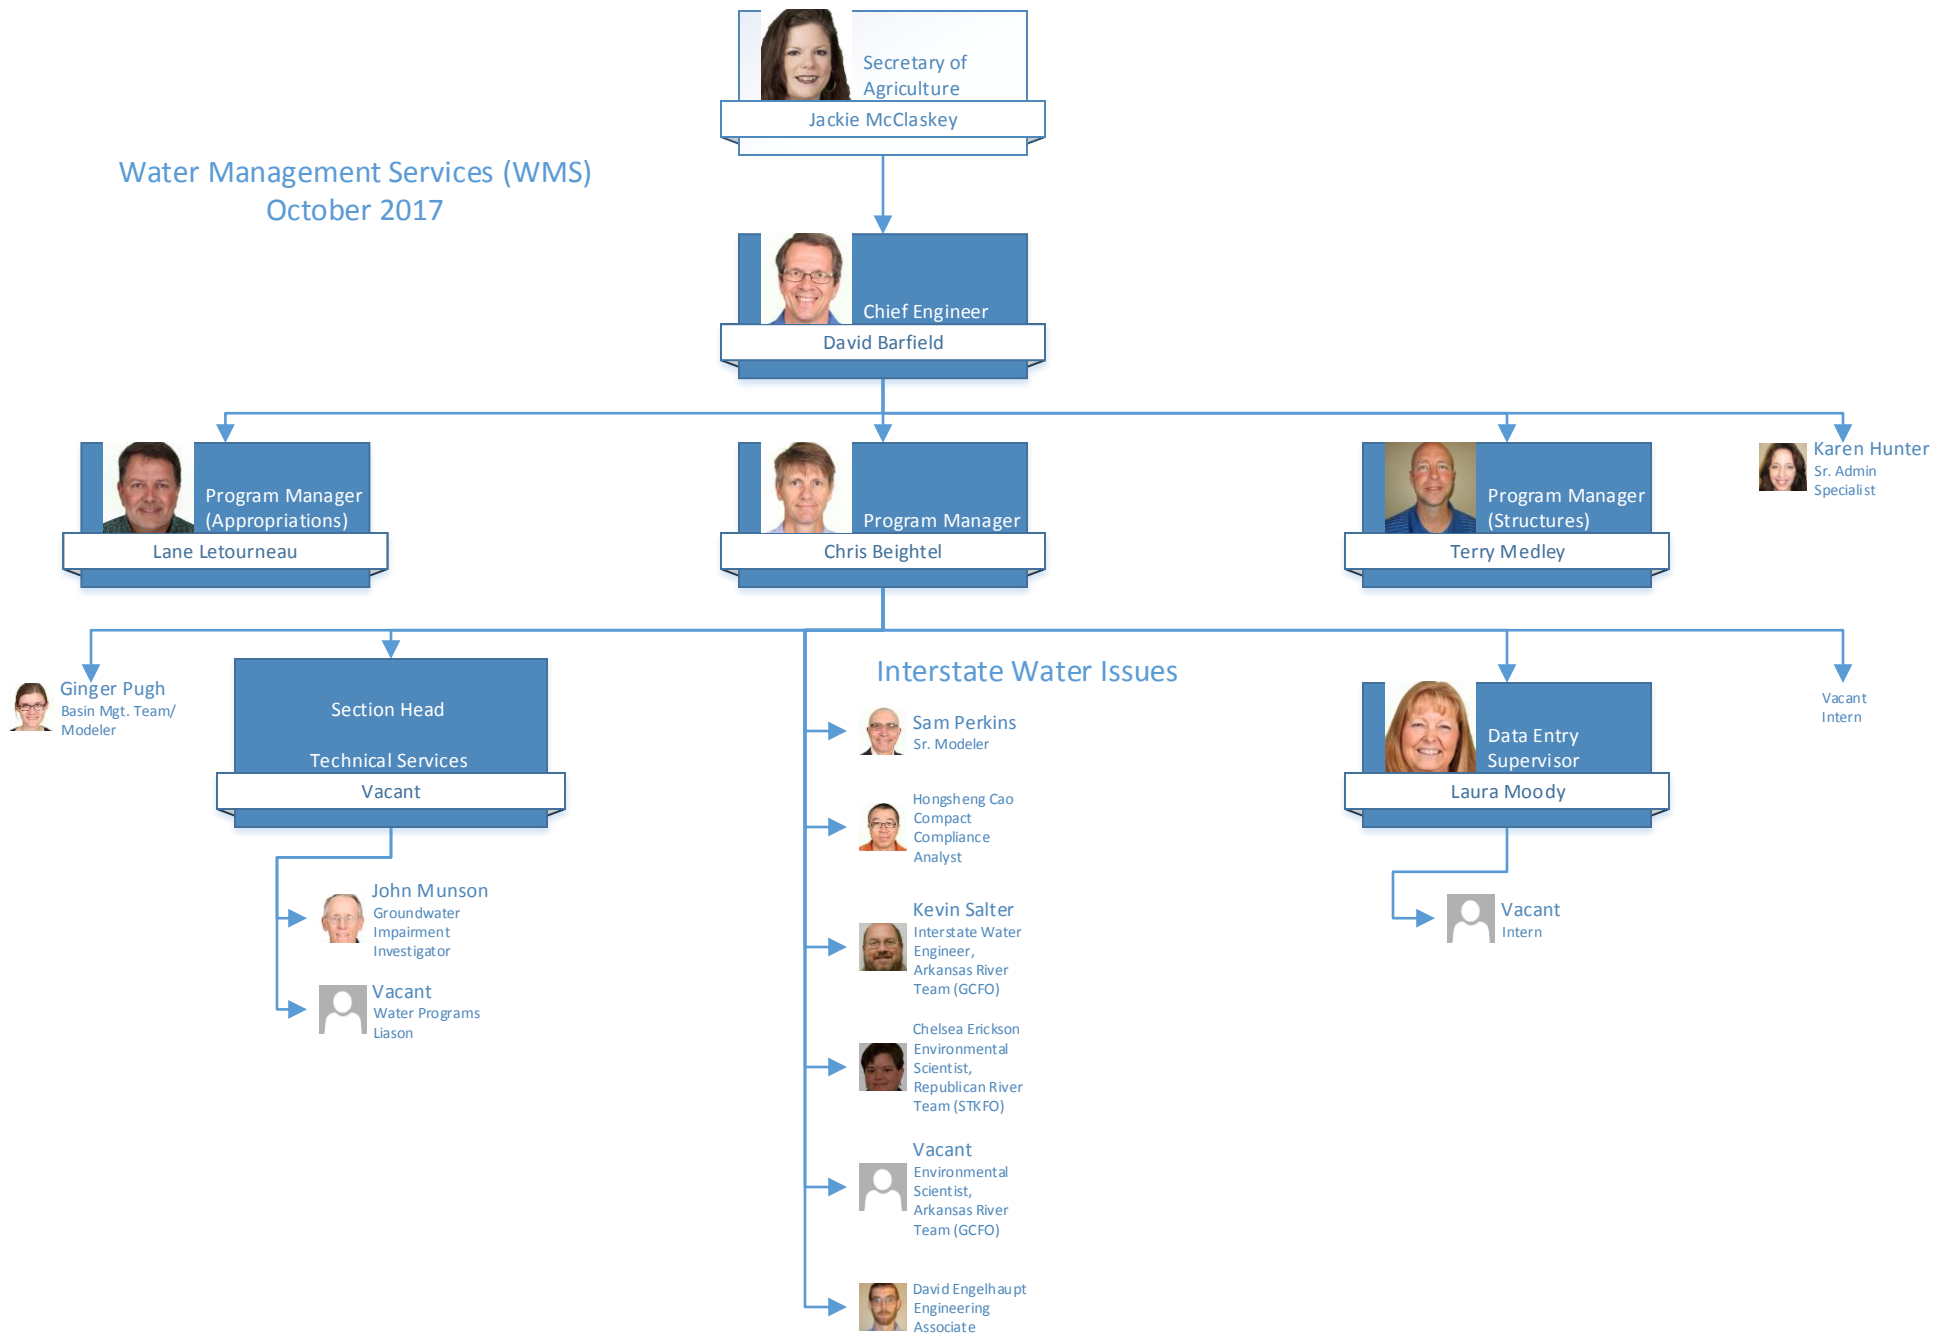 Secretary of
Agriculture
Jackie McClaskey
Water Management Services (WMS)
October 2017
Chief Engineer
David Barfield
Program Manager
(Appropriations)
Lane Letourneau
Program Manager
Chris Beightel
Program Manager
(Structures)
Terry Medley
Karen Hunter
Sr. Admin
Specialist
Ginger Pugh
Basin Mgt. Team/
Modeler
Section Head
Technical Services
Vacant
John Munson
Groundwater
Impairment
Investigator
Vacant
Water Programs
Liason
Interstate Water Issues
Sam Perkins
Sr. Modeler
Hongsheng Cao
Compact
Compliance
Analyst
Kevin Salter
Interstate Water
Engineer,
Arkansas River
Team (GCFO)
Chelsea Erickson
Environmental
Scientist,
Republican River
Team (STKFO)
Vacant
Environmental
Scientist,
Arkansas River
Team (GCFO)
David Engelhaupt
Engineering
Associate
Data Entry
Supervisor
Laura Moody
Vacant
Intern
Vacant
Intern